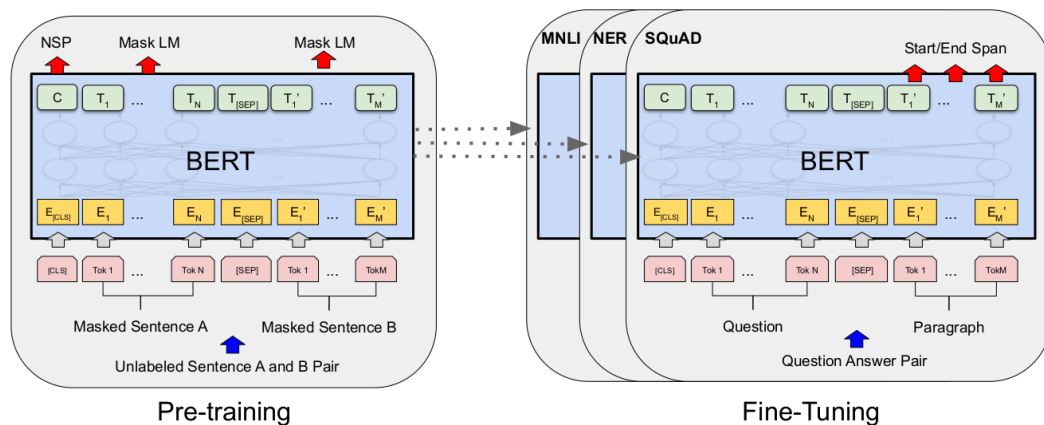 NSP Mask LM Mask LM
C T1 ... TN T[SEP] T1' ... TM'
BERT
E[CLS] E1 ... EN E[SEP] E1' ... EM'
[CLS] Tok 1 ... Tok N [SEP] Tok 1 ... TokM
Masked Sentence A Masked Sentence B
Unlabeled Sentence A and B Pair
Pre-training
MNLI NER SQuAD
Start/End Span
C T1 ... TN T[SEP] T1' ... TM'
BERT
E[CLS] E1 ... EN E[SEP] E1' ... EM'
[CLS] Tok 1 ... Tok N [SEP] Tok 1 ... TokM
Question Paragraph
Question Answer Pair
Fine-Tuning